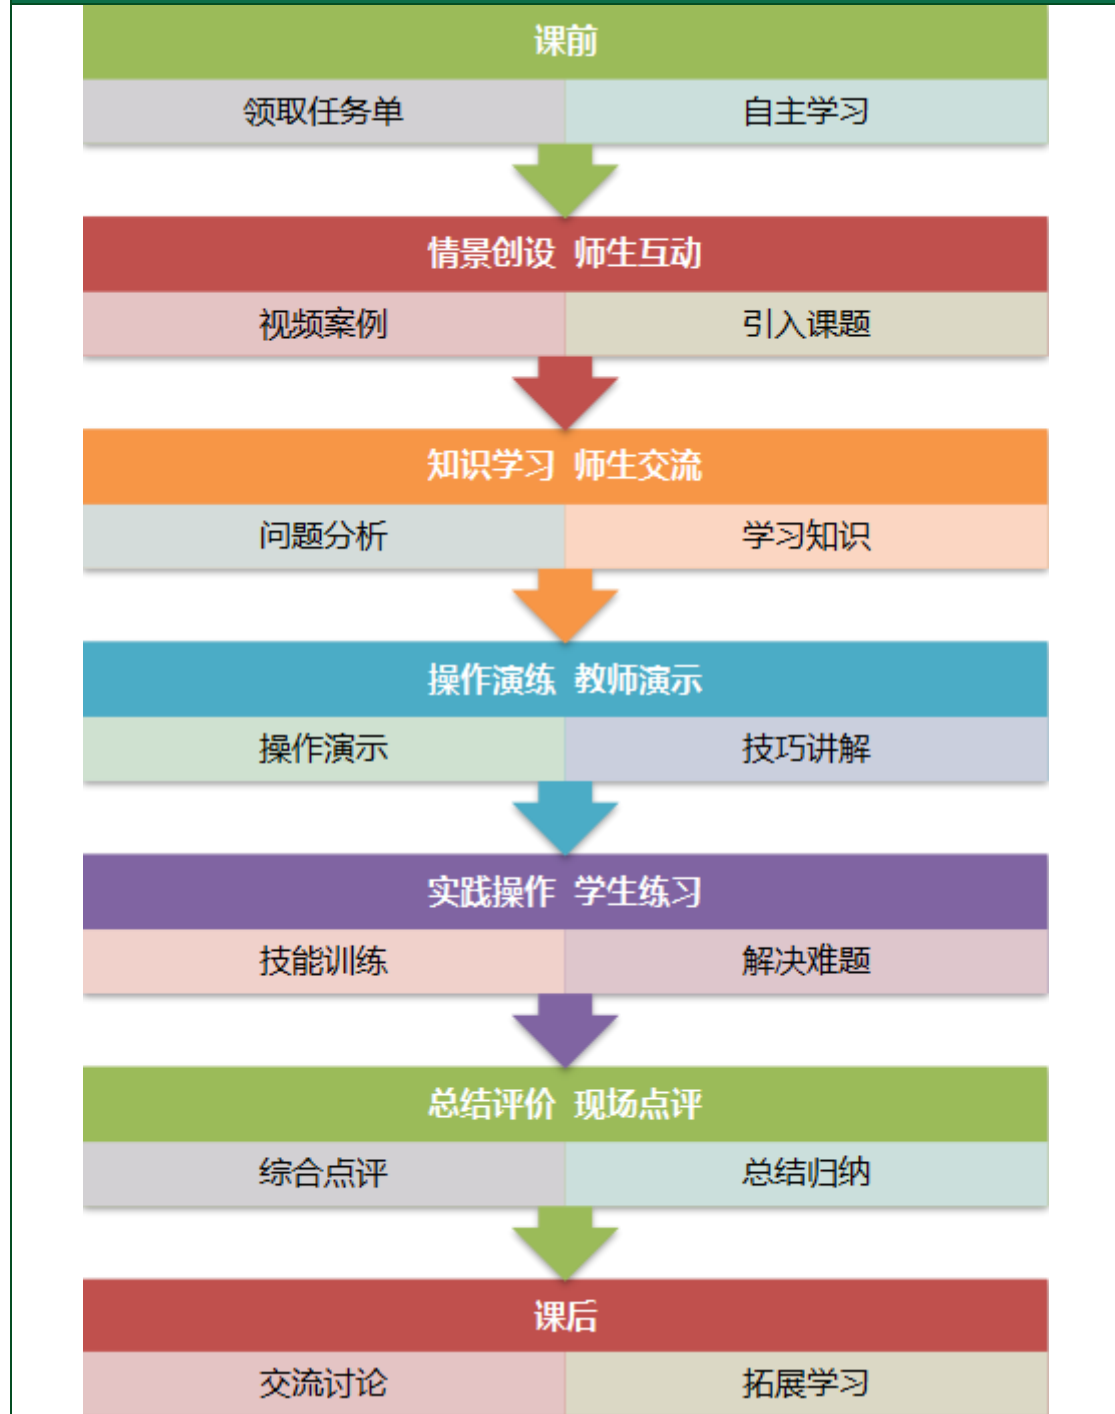 课前
领取任务单 自主学习
情景创设 师生互动
视频案例 引入课题
知识学习 师生交流
问题分析 学习知识
操作演练 教师演示
操作演示 技巧讲解
实践操作 学生练习
技能训练 解决难题
总结评价 现场点评
综合点评 总结归纳
课后
交流讨论 拓展学习